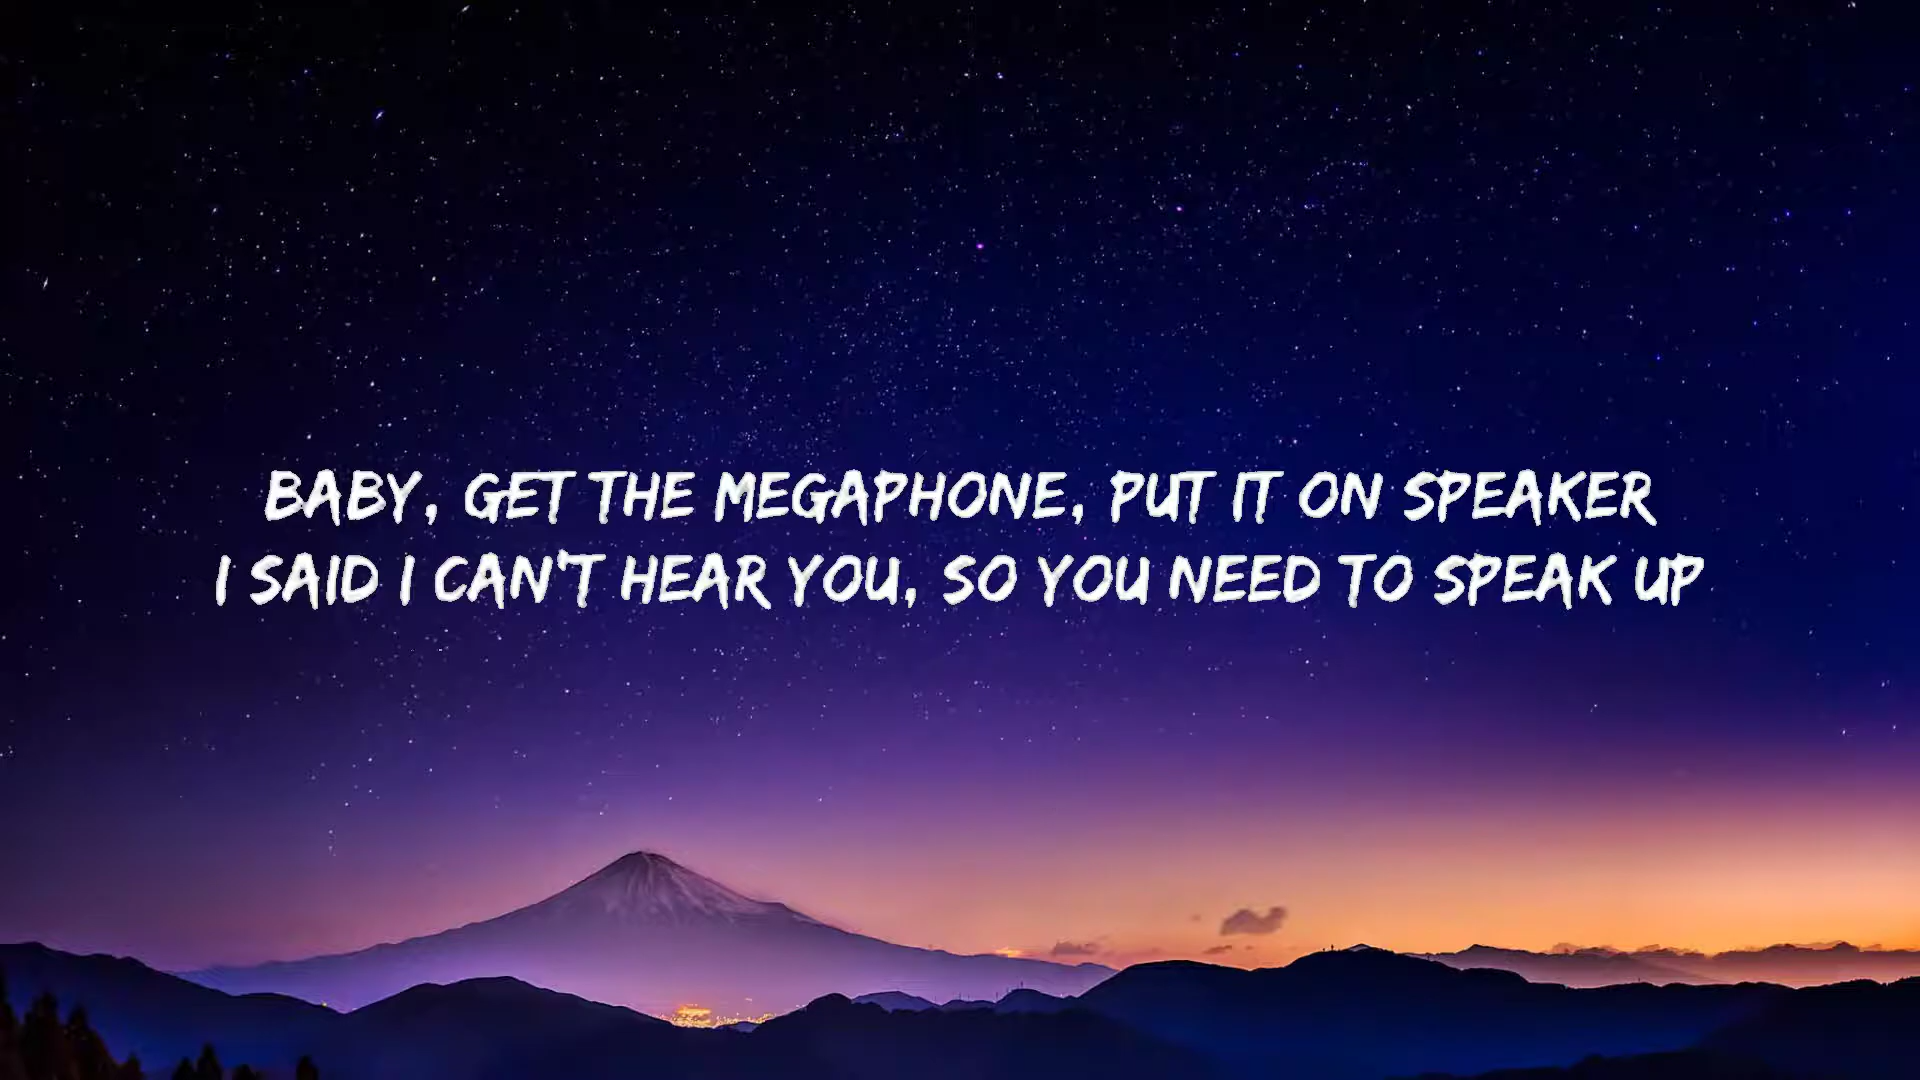 BABY, GET THE MEGAPHONE, PUT IT ON SPEAKER
I SAID I CAN'T HEAR YOU, SO YOU NEED TO SPEAK UP